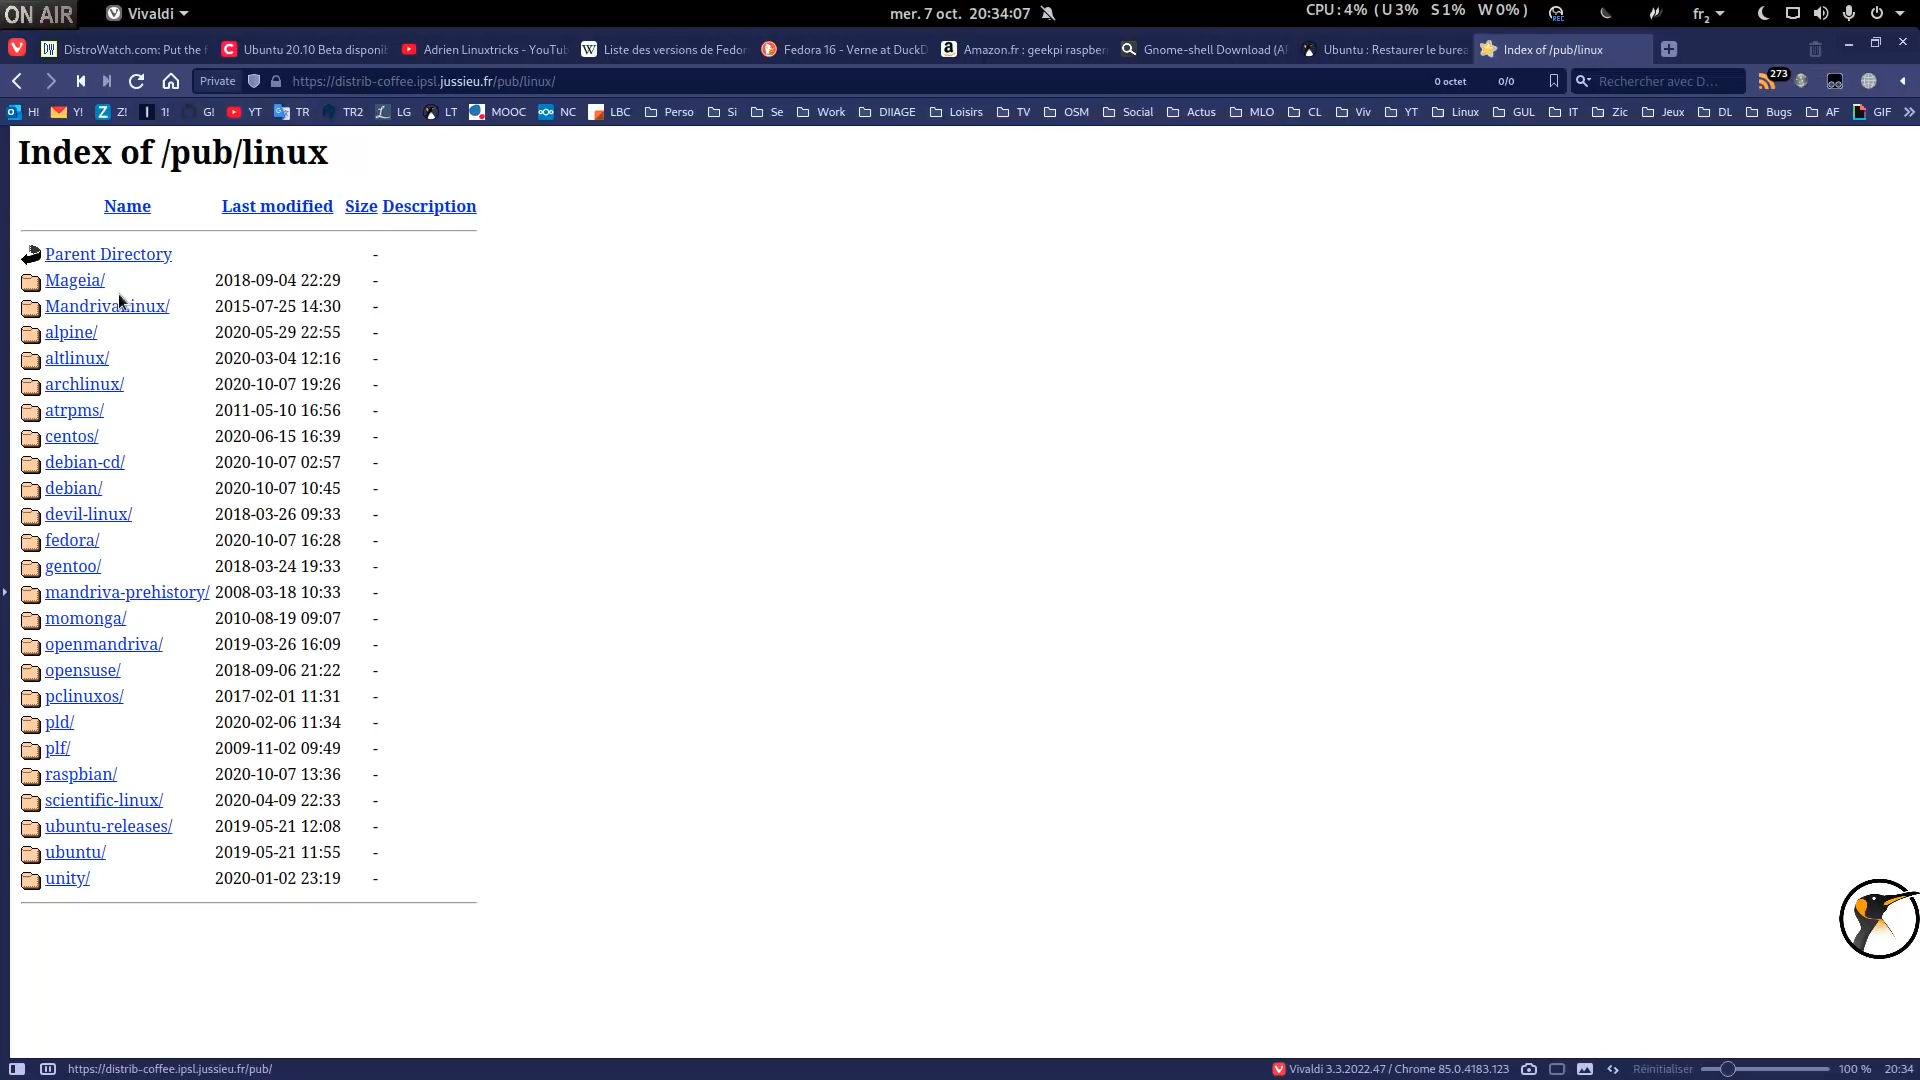 ON AIR Vivaldi mer. 7 oct. 20:34:07 CPU : 4% ( U 3% S 1% W 0% ) fr₂
DistroWatch.com: Put the f Ubuntu 20.10 Beta disponib Adrien Linuxtricks - YouTub Liste des versions de Fedor Fedora 16 - Verne at DuckD Amazon.fr : geekpi raspber Gnome-shell Download (A Ubuntu : Restaurer le burea Index of /pub/linux
Private https://distrib-coffee.ipsl.jussieu.fr/pub/linux/ 0 octet 0/0 Rechercher avec D... 273
H! Y! Z! 1! G! YT TR TR2 LG LT MOOC NC LBC Perso Si Se Work DIIAGE Loisirs TV OSM Social Actus MLO CL Viv YT Linux GUL IT Zic Jeux DL Bugs AF GIF
Index of /pub/linux
Name Last modified Size Description
Parent Directory -
Mageia/ 2018-09-04 22:29 -
MandrivaLinux/ 2015-07-25 14:30 -
alpine/ 2020-05-29 22:55 -
altlinux/ 2020-03-04 12:16 -
archlinux/ 2020-10-07 19:26 -
atrpms/ 2011-05-10 16:56 -
centos/ 2020-06-15 16:39 -
debian-cd/ 2020-10-07 02:57 -
debian/ 2020-10-07 10:45 -
devil-linux/ 2018-03-26 09:33 -
fedora/ 2020-10-07 16:28 -
gentoo/ 2018-03-24 19:33 -
mandriva-prehistory/ 2008-03-18 10:33 -
momonga/ 2010-08-19 09:07 -
openmandriva/ 2019-03-26 16:09 -
opensuse/ 2018-09-06 21:22 -
pclinuxos/ 2017-02-01 11:31 -
pld/ 2020-02-06 11:34 -
plf/ 2009-11-02 09:49 -
raspbian/ 2020-10-07 13:36 -
scientific-linux/ 2020-04-09 22:33 -
ubuntu-releases/ 2019-05-21 12:08 -
ubuntu/ 2019-05-21 11:55 -
unity/ 2020-01-02 23:19 -
https://distrib-coffee.ipsl.jussieu.fr/pub/ Vivaldi 3.3.2022.47 / Chrome 85.0.4183.123 Réinitialiser 100 % 20:34